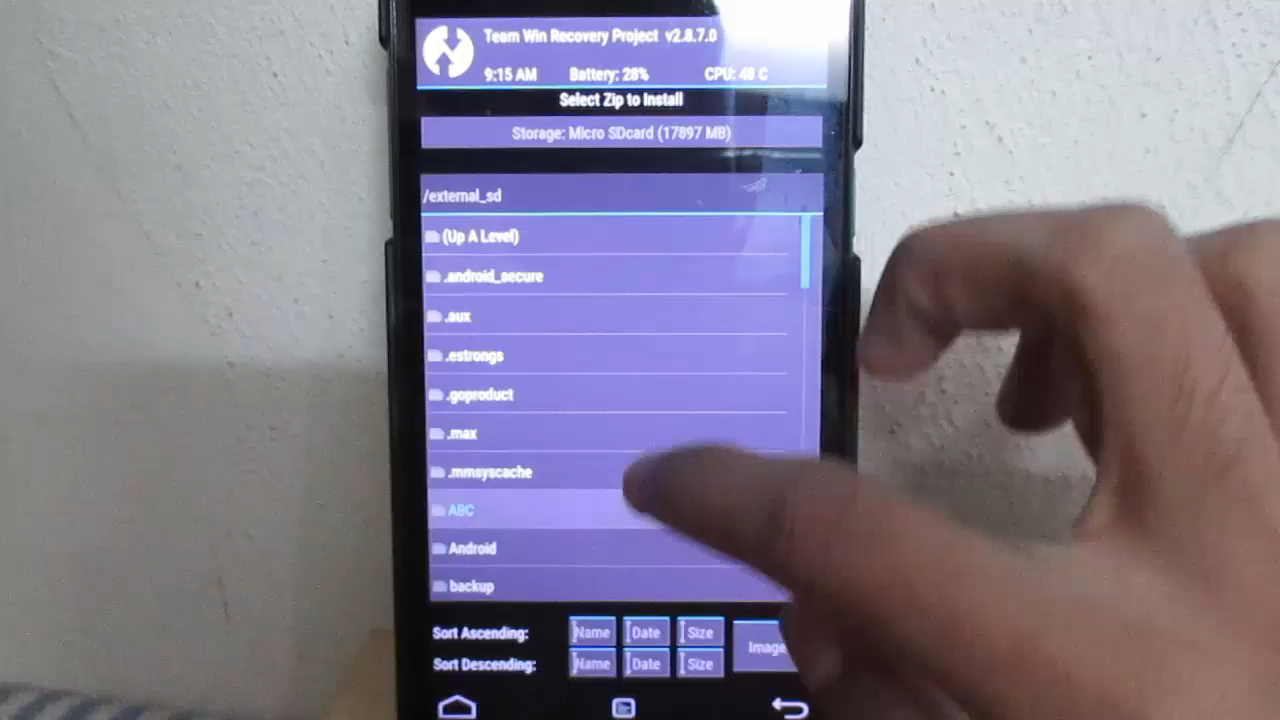 Team Win Recovery Project v2.8.7.0
9:15 AM Battery: 28% CPU: 48 C
Select Zip to Install
Storage: Micro SDcard (17897 MB)
/external_sd
(Up A Level)
.android_secure
.aux
.estrongs
.goproduct
.max
.mmsyscache
ABC
Android
backup
Sort Ascending: Name Date Size
Image
Sort Descending: Name Date Size